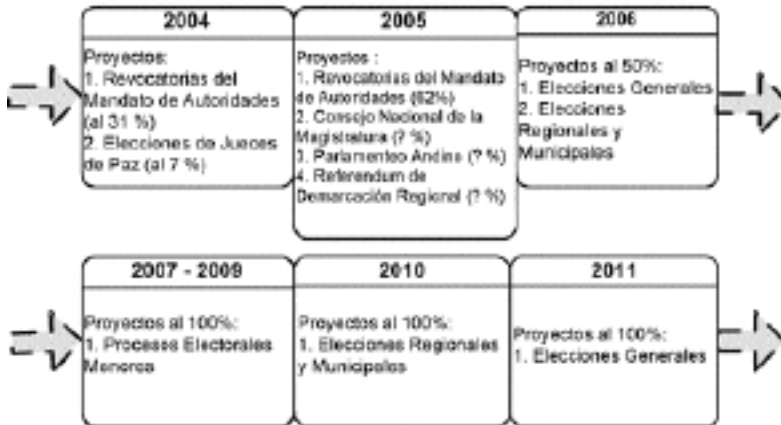 2004
Proyectos:
1. Revocatorias del
Mandato de Autoridades
(al 31 %)
2. Elecciones de Jueces
de Paz (al 7 %)
2005
Proyectos :
1. Revocatorias del Mandato
de Autoridades (62%)
2. Consejo Nacional de la
Magistratura (? %)
3. Parlamenteo Andino (? %)
4. Referendum de
Demarcación Regional (? %)
2006
Proyectos al 50%:
1. Elecciones Generales
2. Elecciones
Regionales y
Municipales
2007 - 2009
Proyectos al 100%:
1. Procesos Electorales
Menores
2010
Proyectos al 100%:
1. Elecciones Regionales
y Municipales
2011
Proyectos al 100%:
1. Elecciones Generales